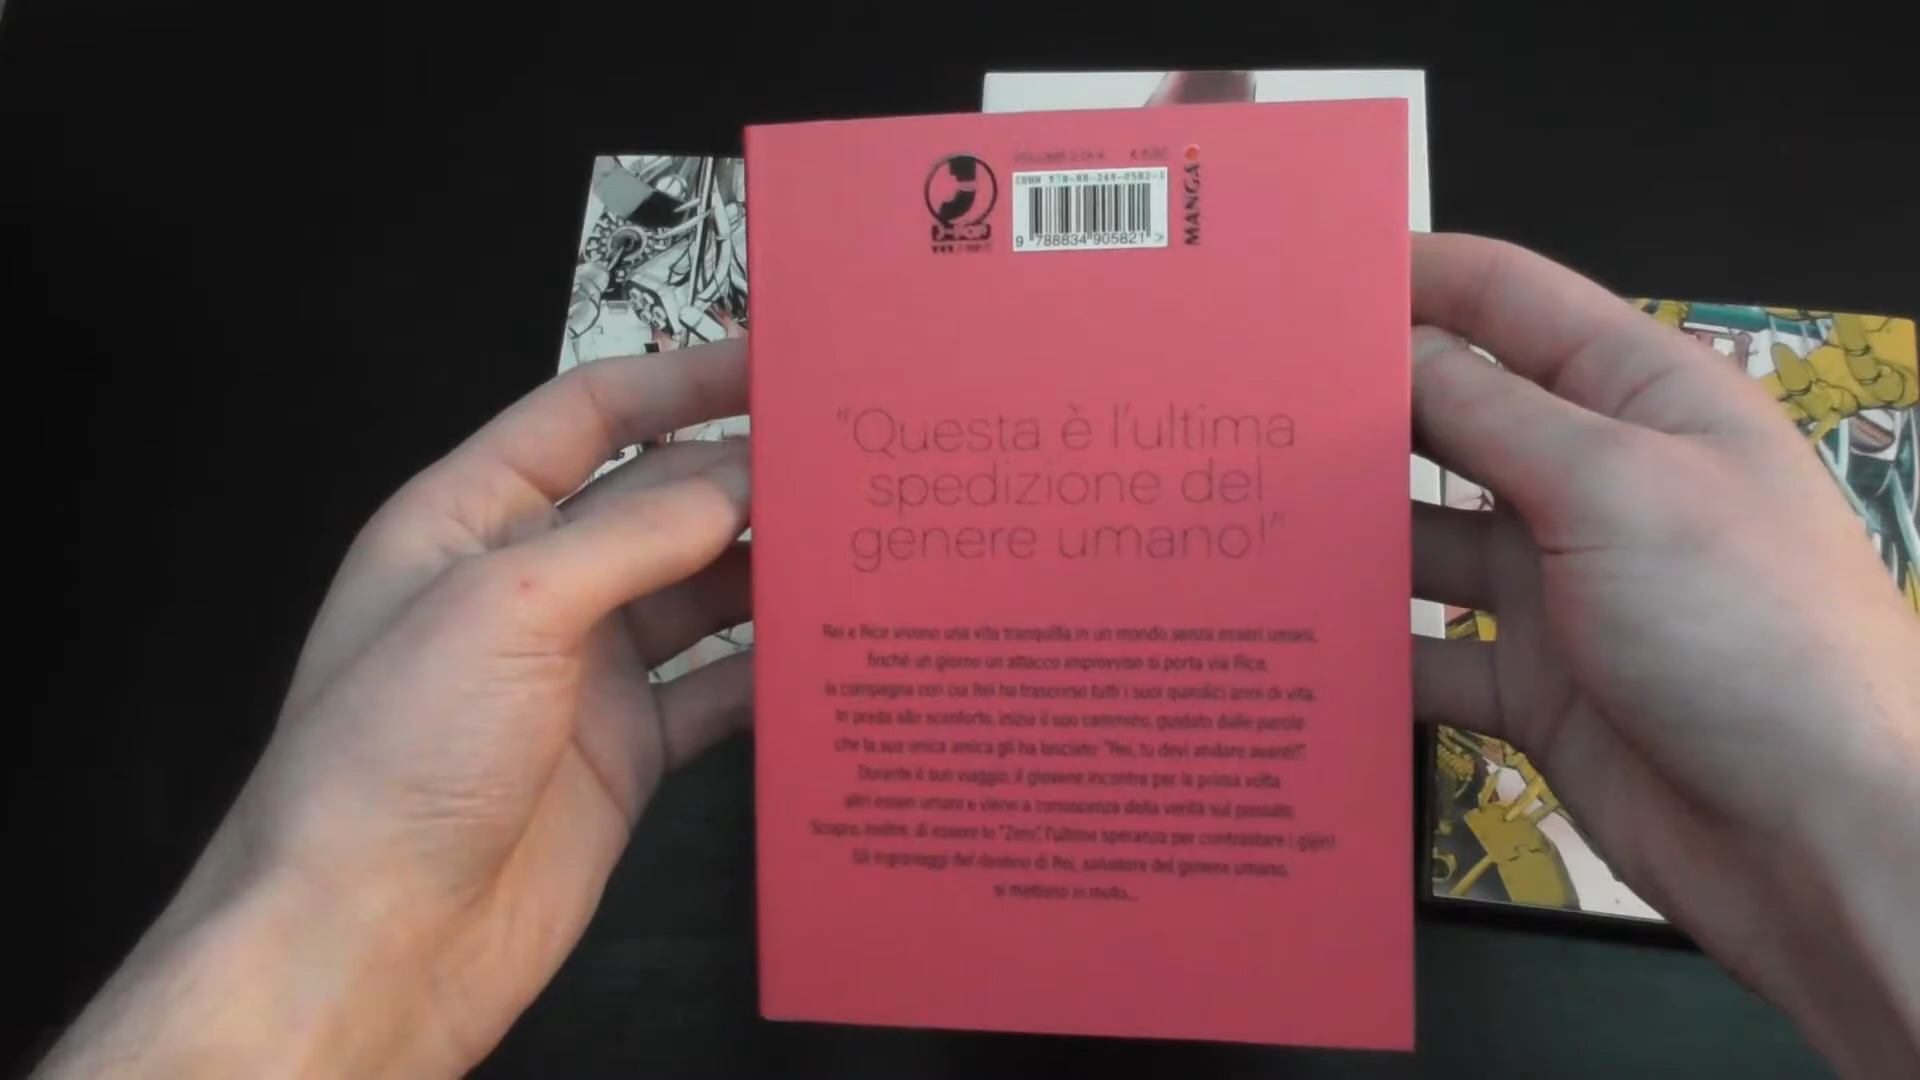 J-POP
VOLUME 2 DI 4
ISBN 978-88-349-0582-1
9 788834 905821 >
MANGA
"Questa è l'ultima
spedizione del
genere umano!"
Rei e Rice vivono una vita tranquilla in un mondo senza esseri umani,
finché un giorno un attacco improvviso si porta via Rice,
la compagna con cui Rei ha trascorso tutti i suoi quindici anni di vita.
In preda allo sconforto, inizia il suo cammino, guidato dalle parole
che la sua unica amica gli ha lasciato: "Rei, tu devi andare avanti!".
Durante il suo viaggio, il giovane incontra per la prima volta
altri esseri umani e viene a conoscenza della verità sul passato.
Scopre, inoltre, di essere lo "Zero", l'ultima speranza per contrastare i gijin!
Gli ingranaggi del destino di Rei, salvatore del genere umano,
si mettono in moto...